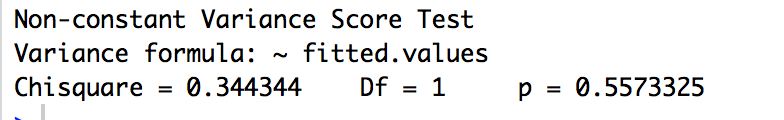 Non-constant Variance Score Test
Variance formula: ~ fitted.values
Chisquare = 0.344344    Df = 1     p = 0.5573325